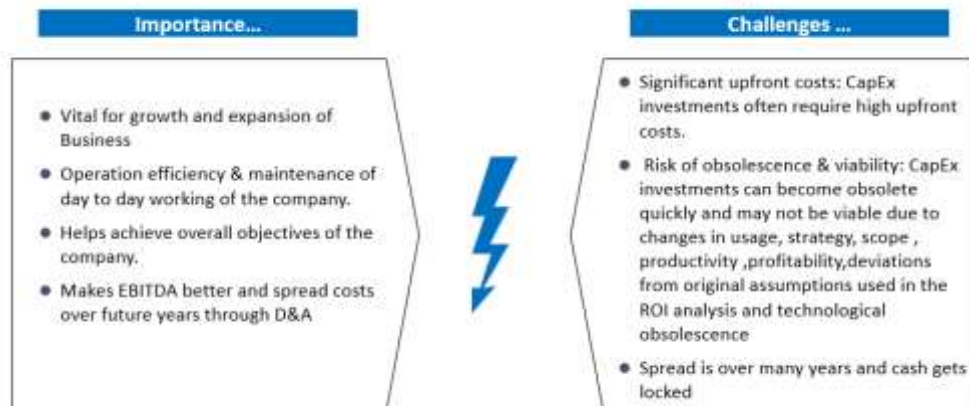 Importance…
Vital for growth and expansion of
Business
Operation efficiency & maintenance of
day to day working of the company.
Helps achieve overall objectives of the
company.
Makes EBITDA better and spread costs
over future years through D&A
Challenges …
Significant upfront costs: CapEx
investments often require high upfront
costs.
Risk of obsolescence & viability: CapEx
investments can become obsolete
quickly and may not be viable due to
changes in usage, strategy, scope ,
productivity ,profitability,deviations
from original assumptions used in the
ROI analysis and technological
obsolescence
Spread is over many years and cash gets
locked